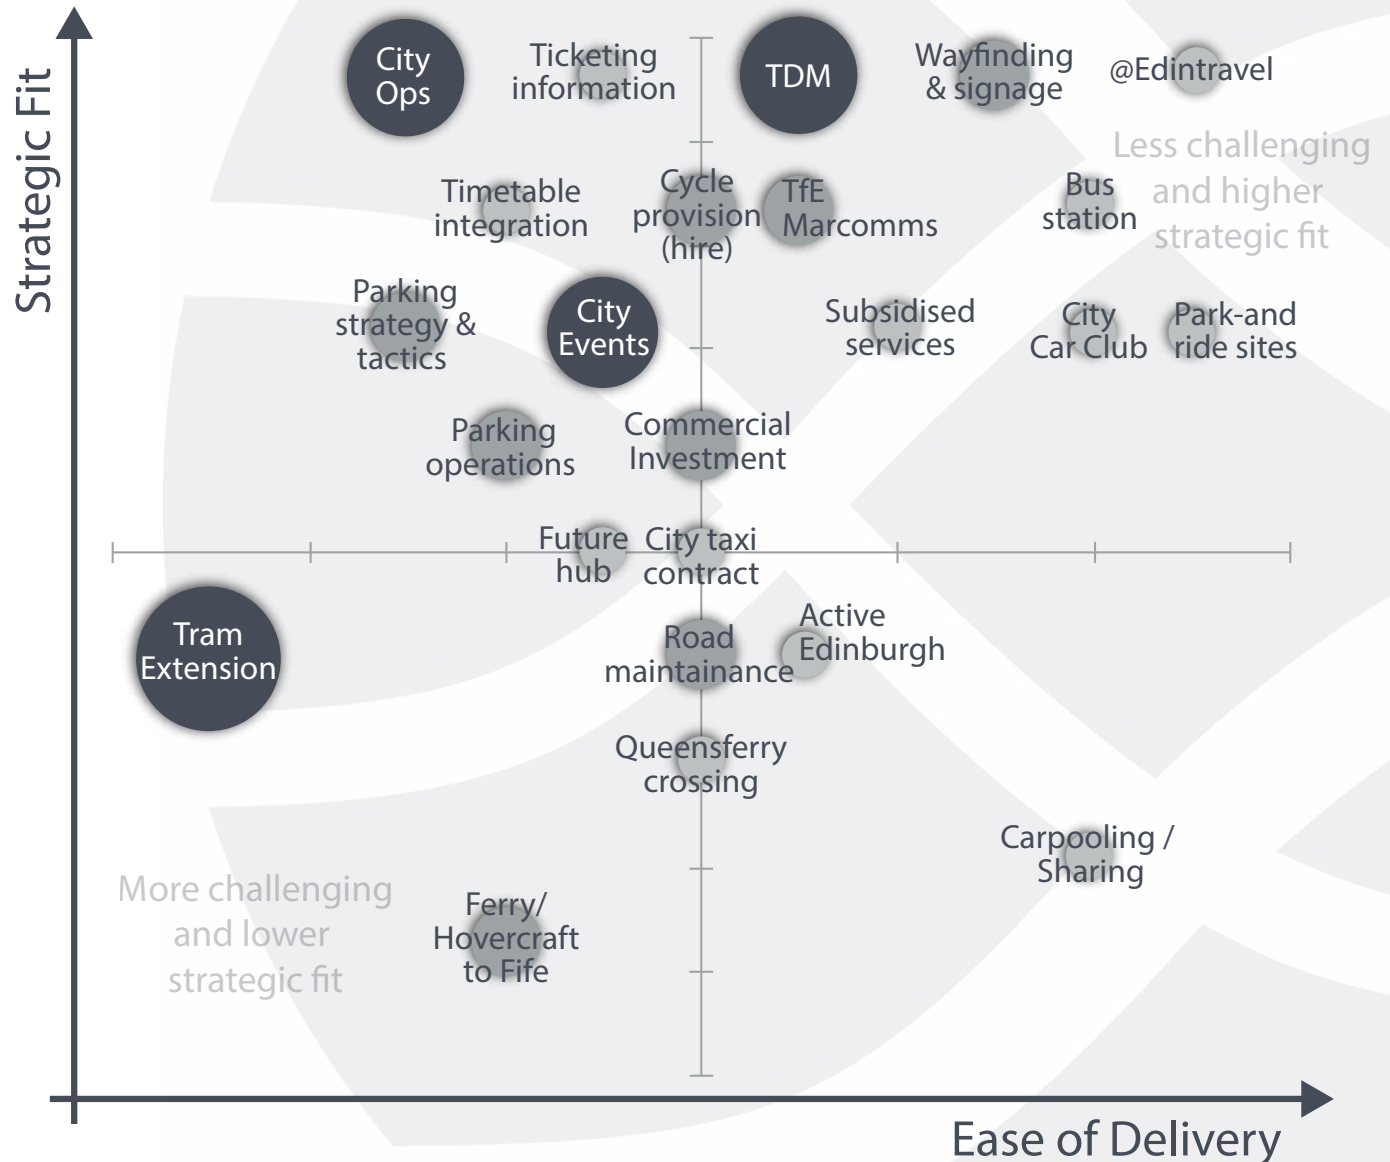 Strategic Fit
City
Ops
Ticketing
information
TDM
Wayfinding
& signage
@Edintravel
Less challenging
and higher
strategic fit
Timetable
integration
Cycle
provision
(hire)
TfE
Marcomms
Bus
station
Parking
strategy &
tactics
City
Events
Subsidised
services
City
Car Club
Park-and
ride sites
Parking
operations
Commercial
Investment
Future
hub
City taxi
contract
Tram
Extension
Road
maintainance
Active
Edinburgh
Queensferry
crossing
Carpooling /
Sharing
More challenging
and lower
strategic fit
Ferry/
Hovercraft
to Fife
Ease of Delivery